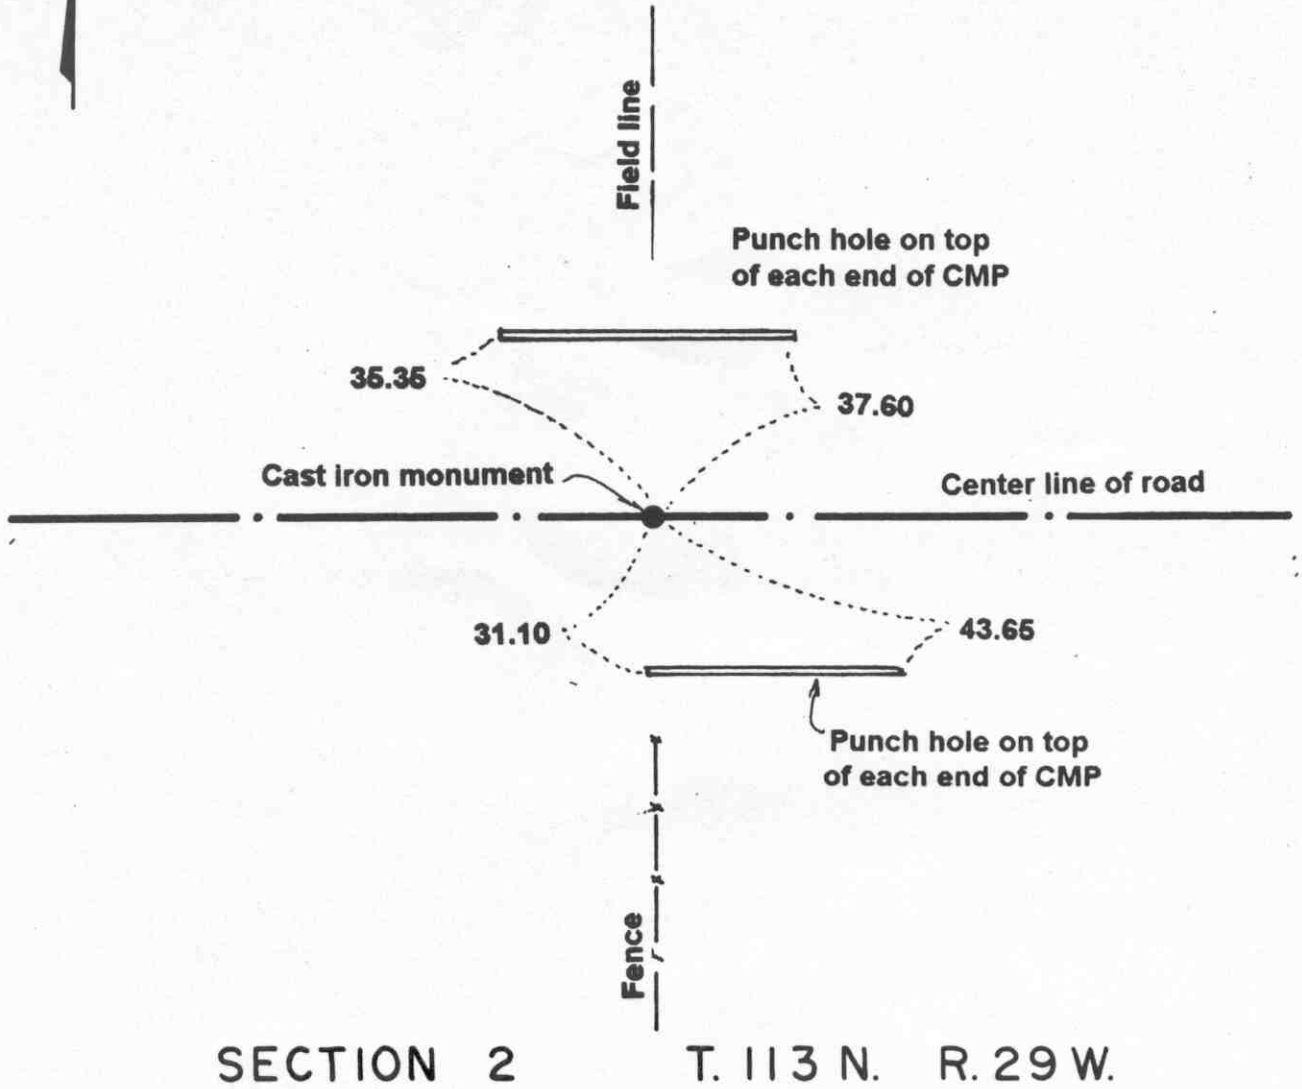 Field line
Punch hole on top
of each end of CMP
35.35
37.60
Cast iron monument
Center line of road
31.10
43.65
Punch hole on top
of each end of CMP
Fence
SECTION 2 T. 113 N. R. 29 W.